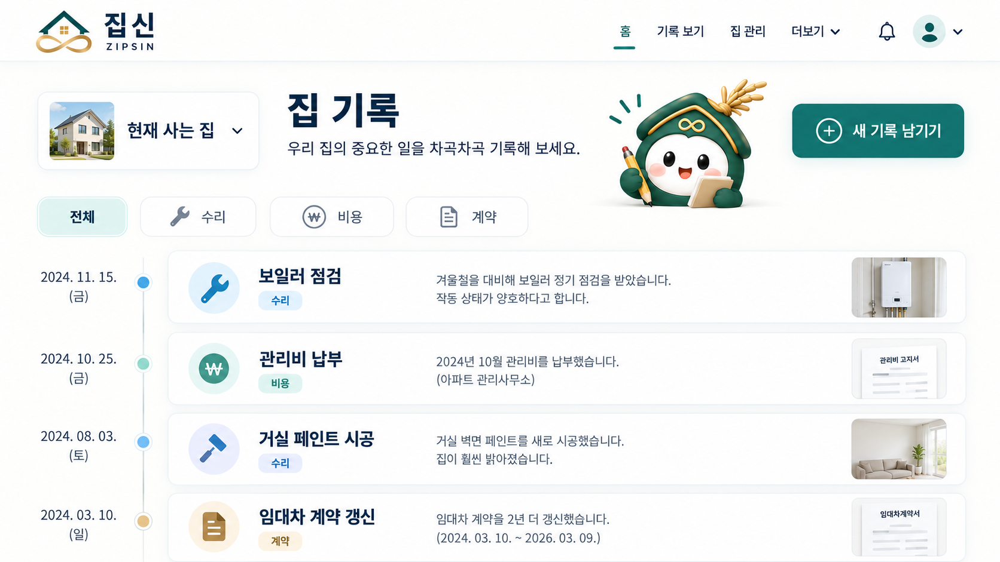 집신
ZIPSIN
홈
기록 보기
집 관리
더보기
현재 사는 집
집 기록
우리 집의 중요한 일을 차곡차곡 기록해 보세요.
새 기록 남기기
전체
수리
비용
계약
2024. 11. 15.
(금)
보일러 점검
수리
겨울철을 대비해 보일러 정기 점검을 받았습니다.
작동 상태가 양호하다고 합니다.
2024. 10. 25.
(금)
관리비 납부
비용
2024년 10월 관리비를 납부했습니다.
(아파트 관리사무소)
관리비 고지서
2024. 08. 03.
(토)
거실 페인트 시공
수리
거실 벽면 페인트를 새로 시공했습니다.
집이 훨씬 밝아졌습니다.
2024. 03. 10.
(일)
임대차 계약 갱신
계약
임대차 계약을 2년 더 갱신했습니다.
(2024. 03. 10. ~ 2026. 03. 09.)
임대차계약서